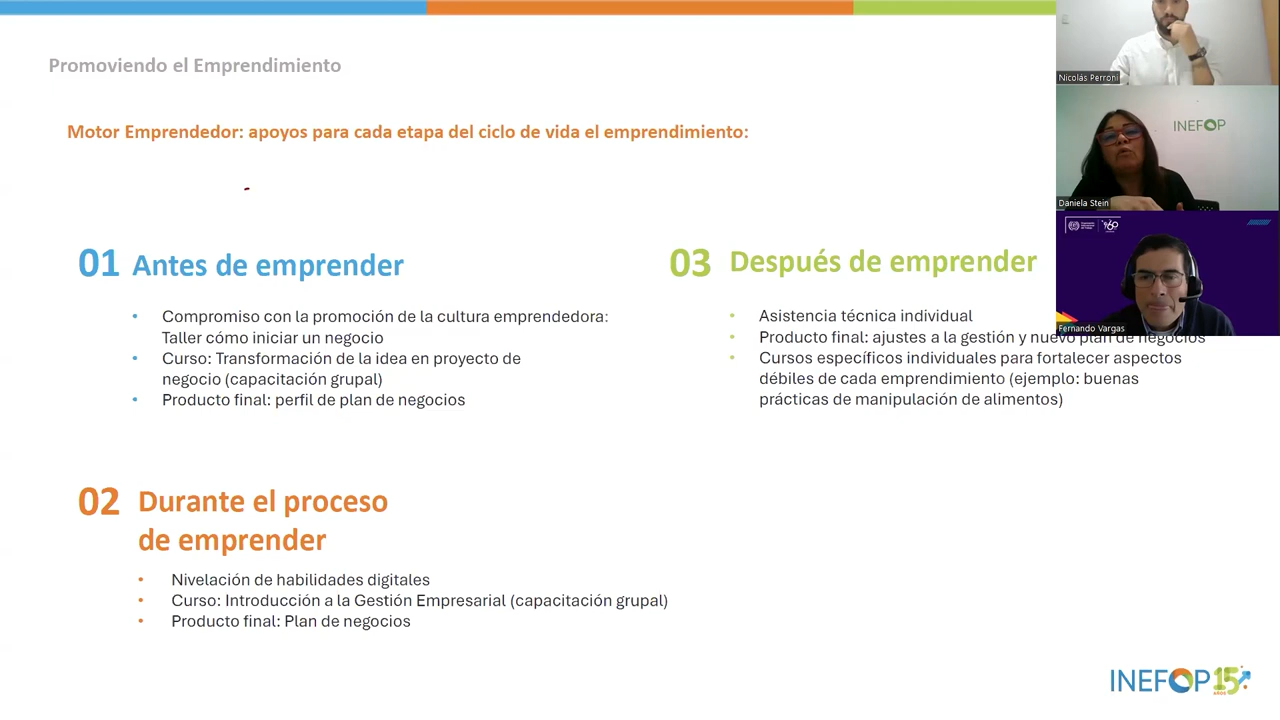 Promoviendo el Emprendimiento
Motor Emprendedor: apoyos para cada etapa del ciclo de vida el emprendimiento:
01 Antes de emprender
• Compromiso con la promoción de la cultura emprendedora:
Taller cómo iniciar un negocio
• Curso: Transformación de la idea en proyecto de
negocio (capacitación grupal)
• Producto final: perfil de plan de negocios
02 Durante el proceso
de emprender
• Nivelación de habilidades digitales
• Curso: Introducción a la Gestión Empresarial (capacitación grupal)
• Producto final: Plan de negocios
03 Después de emprender
• Asistencia técnica individual
• Producto final: ajustes a la gestión y nuevo plan de negocios
• Cursos específicos individuales para fortalecer aspectos
débiles de cada emprendimiento (ejemplo: buenas
prácticas de manipulación de alimentos)
Nicolás Perroni
INEFOP
Daniela Stein
60
Fernando Vargas
INEFOP 15
AÑOS